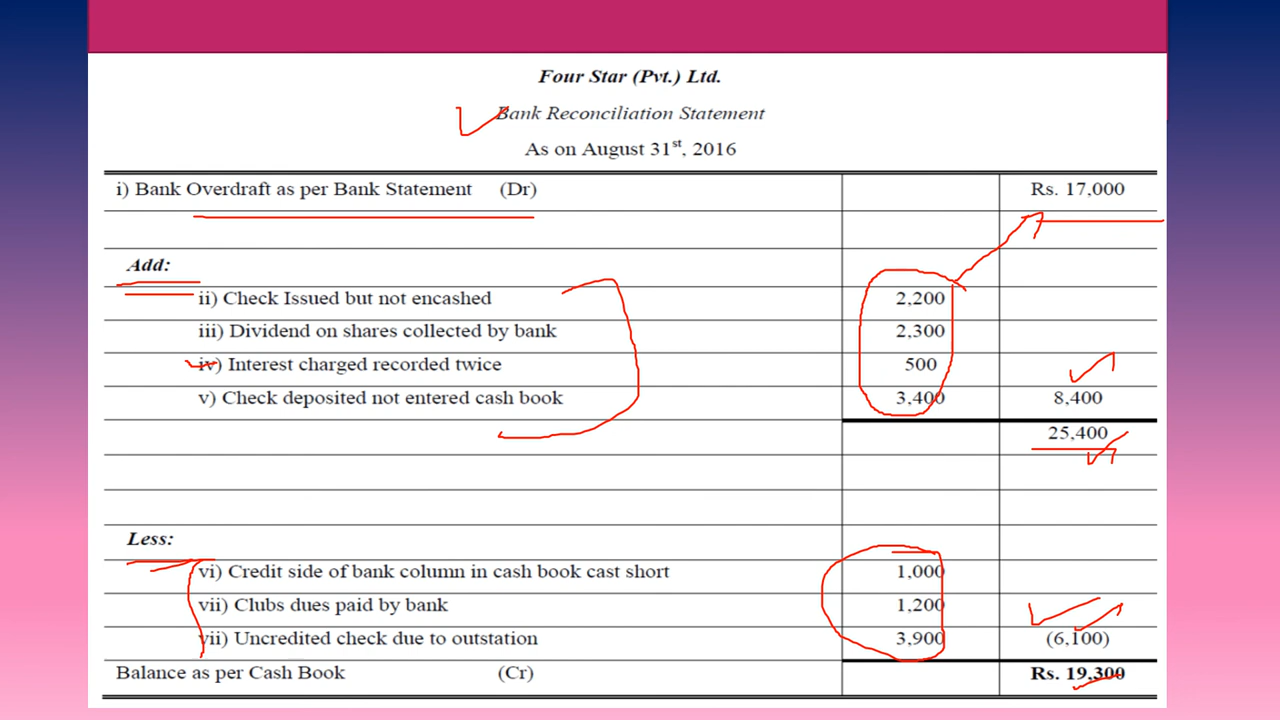 Four Star (Pvt.) Ltd.
Bank Reconciliation Statement
As on August 31st, 2016
i) Bank Overdraft as per Bank Statement (Dr) Rs. 17,000
Add:
ii) Check Issued but not encashed 2,200
iii) Dividend on shares collected by bank 2,300
iv) Interest charged recorded twice 500
v) Check deposited not entered cash book 3,400 8,400
25,400
Less:
vi) Credit side of bank column in cash book cast short 1,000
vii) Clubs dues paid by bank 1,200
vii) Uncredited check due to outstation 3,900 (6,100)
Balance as per Cash Book (Cr) Rs. 19,300